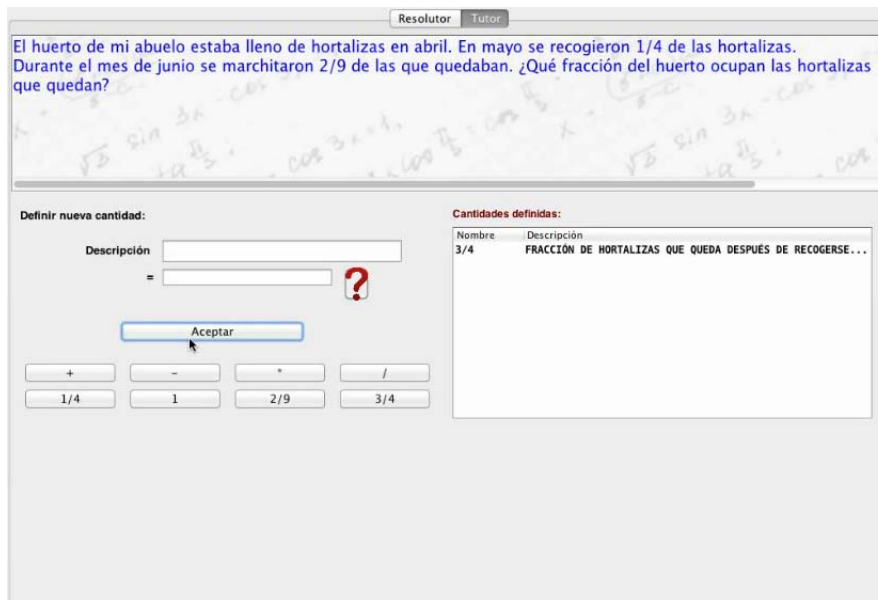 Resolutor Tutor
El huerto de mi abuelo estaba lleno de hortalizas en abril. En mayo se recogieron 1/4 de las hortalizas.
Durante el mes de junio se marchitaron 2/9 de las que quedaban. ¿Qué fracción del huerto ocupan las hortalizas
que quedan?
Definir nueva cantidad:
Descripción
=
?
Aceptar
+ - * /
1/4 1 2/9 3/4
Cantidades definidas:
Nombre Descripción
3/4 FRACCIÓN DE HORTALIZAS QUE QUEDA DESPUÉS DE RECOGERSE...